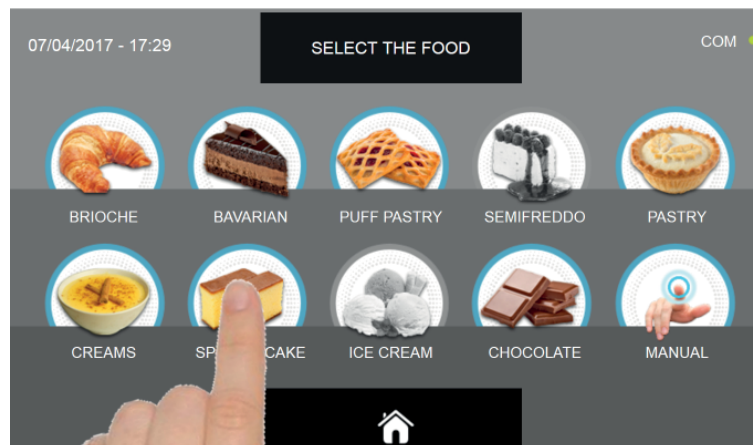 07/04/2017 - 17:29
SELECT THE FOOD
COM
BRIOCHE
BAVARIAN
PUFF PASTRY
SEMIFREDDO
PASTRY
CREAMS
SP CAKE
ICE CREAM
CHOCOLATE
MANUAL